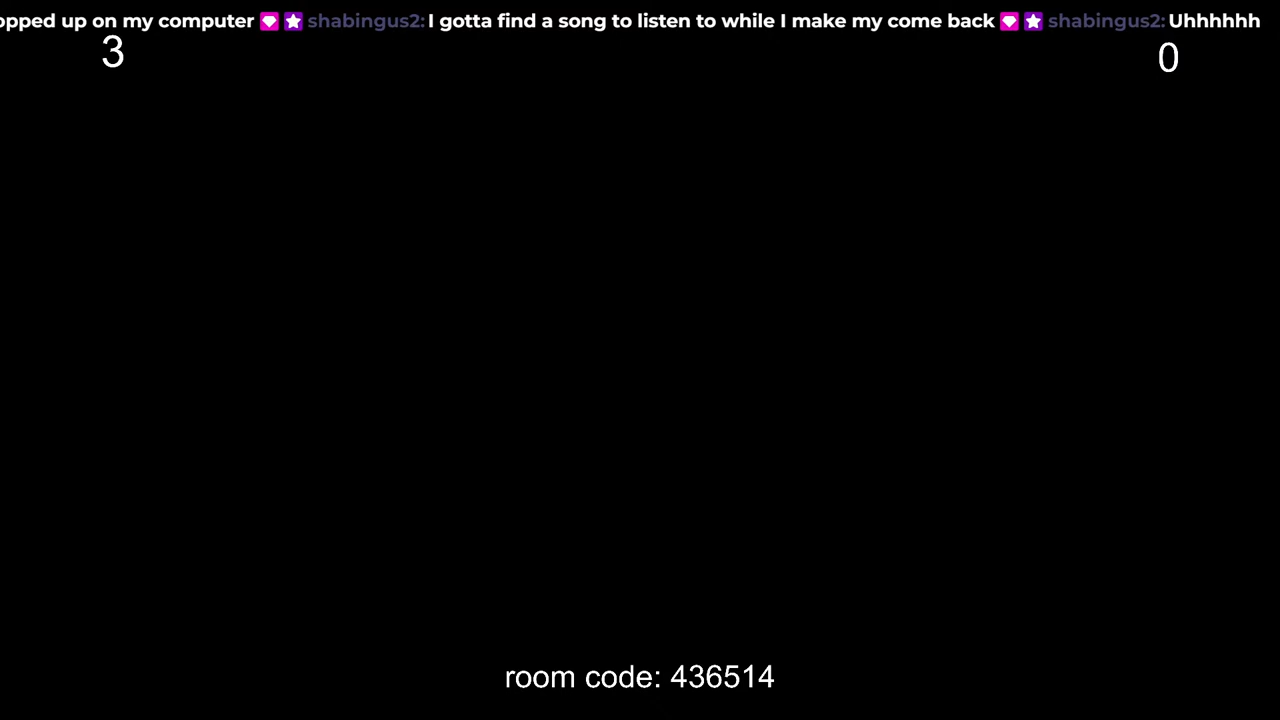 opped up on my computer shabingus2: I gotta find a song to listen to while I make my come back shabingus2: Uhhhhhh
3
0
room code: 436514